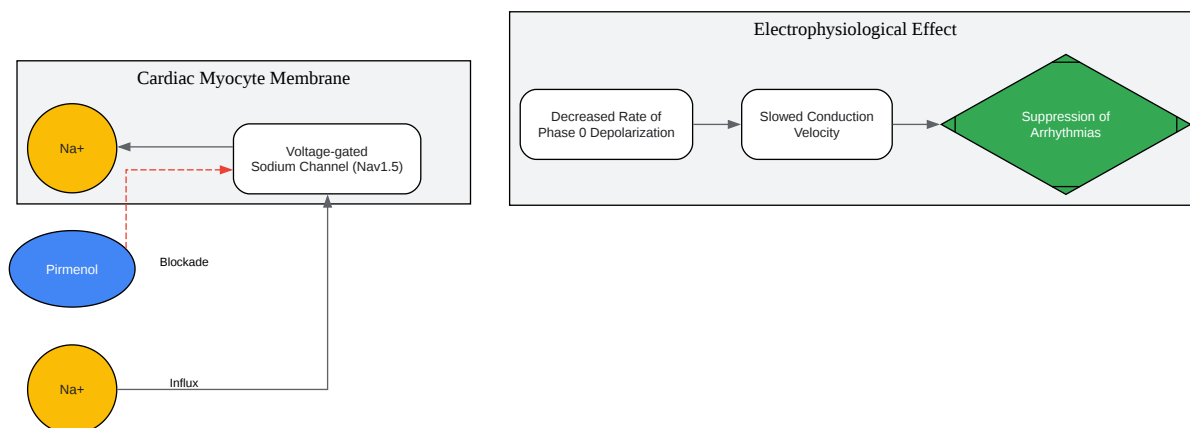 Cardiac Myocyte Membrane
Na+
Voltage-gated
Sodium Channel (Nav1.5)
Pirmenol
Blockade
Na+
Influx
Electrophysiological Effect
Decreased Rate of
Phase 0 Depolarization
Slowed Conduction
Velocity
Suppression of
Arrhythmias